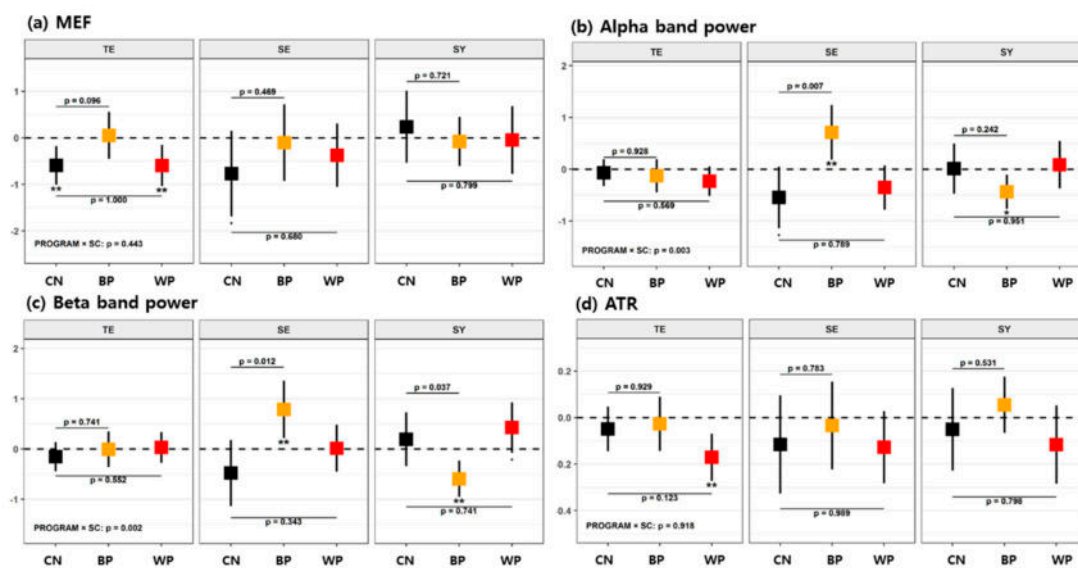 (a) MEF
TE SE SY
1
0
-1
-2
p = 0.096
p = 0.469
p = 0.721
** **
p = 1.000
p = 0.680
p = 0.799
PROGRAM × SC: p = 0.443
CN BP WP CN BP WP CN BP WP
(b) Alpha band power
TE SE SY
2
1
0
-1
p = 0.928
p = 0.007
p = 0.242
**
*
p = 0.569
p = 0.789
p = 0.951
PROGRAM × SC: p = 0.003
CN BP WP CN BP WP CN BP WP
(c) Beta band power
TE SE SY
2
1
0
-1
p = 0.741
p = 0.012
p = 0.037
**
**
p = 0.552
p = 0.343
p = 0.741
PROGRAM × SC: p = 0.002
CN BP WP CN BP WP CN BP WP
(d) ATR
TE SE SY
0.2
0.0
-0.2
-0.4
p = 0.929
p = 0.783
p = 0.531
**
p = 0.123
p = 0.989
p = 0.798
PROGRAM × SC: p = 0.918
CN BP WP CN BP WP CN BP WP